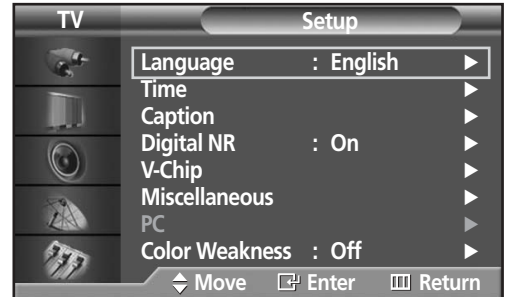 TV Setup
Language : English
Time
Caption
Digital NR : On
V-Chip
Miscellaneous
PC
Color Weakness : Off
Move Enter Return